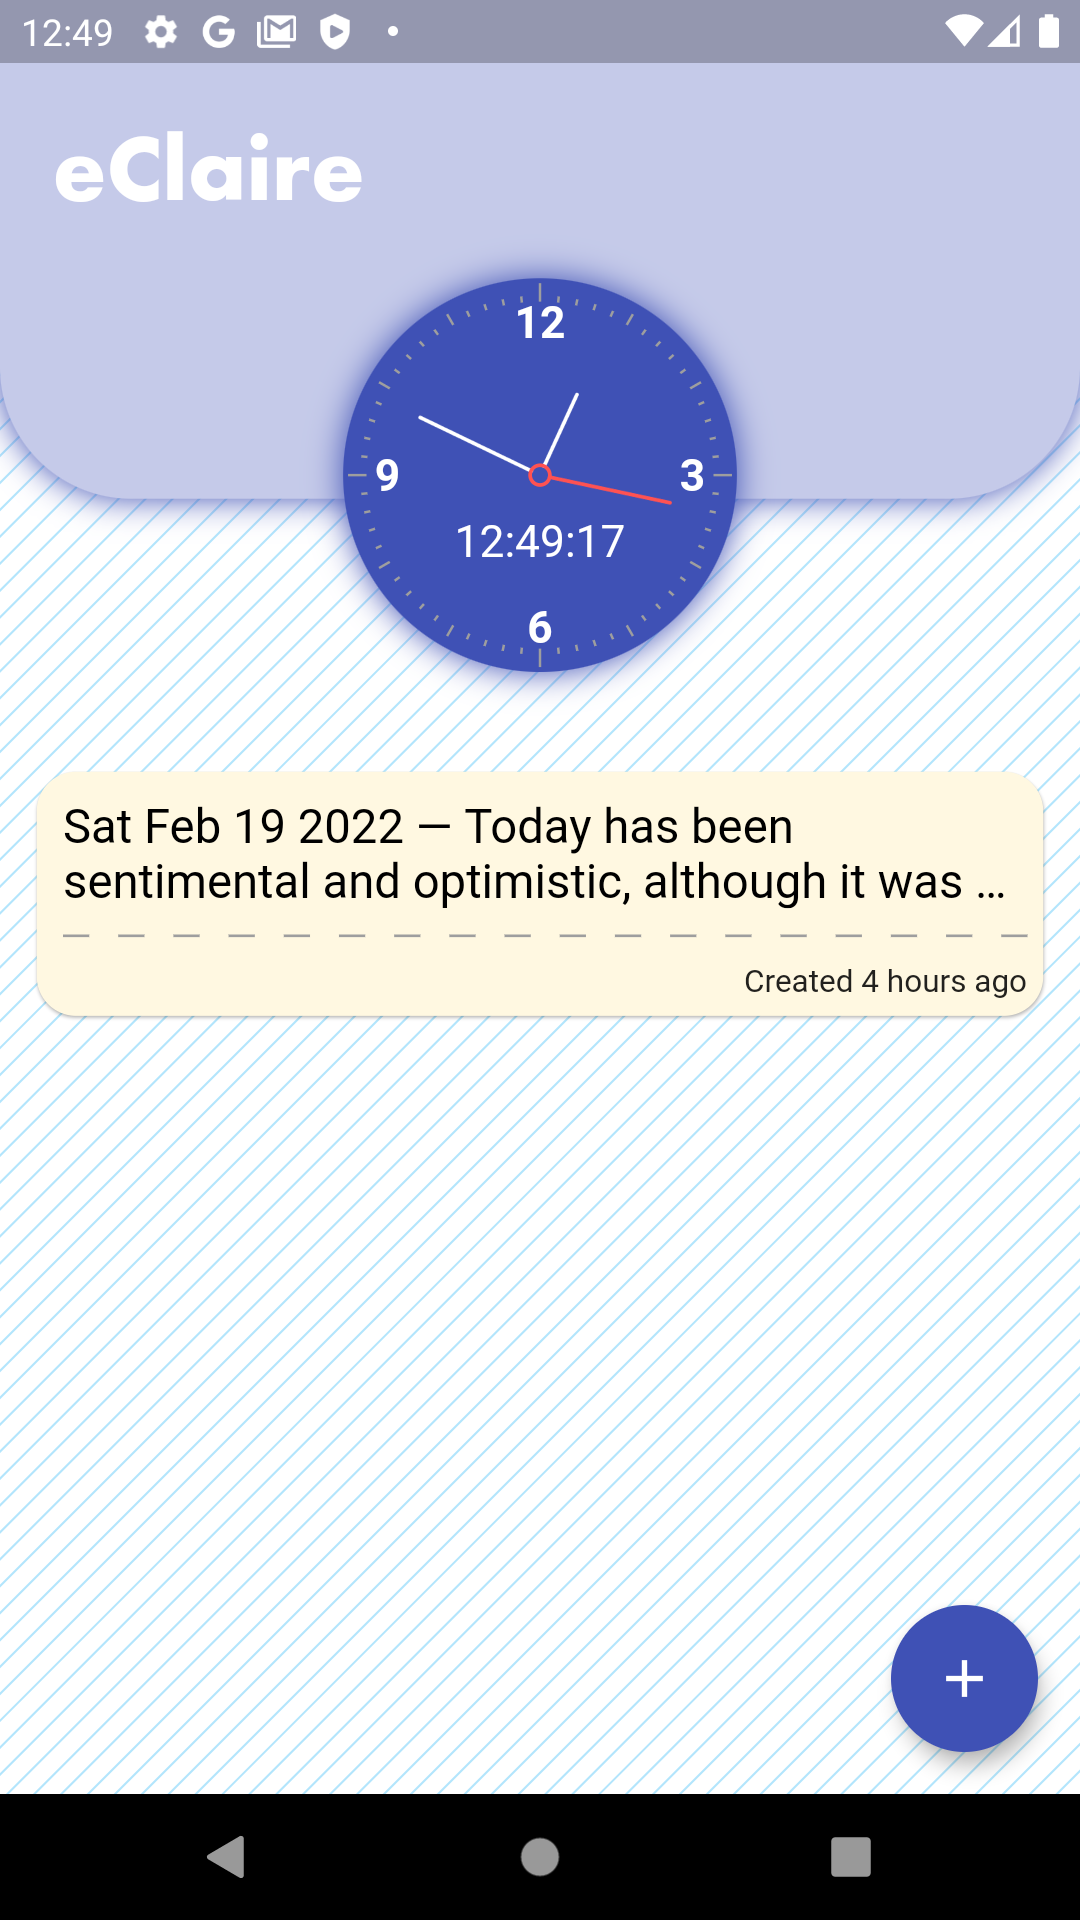 12:49
eClaire
12
9
3
12:49:17
6
Sat Feb 19 2022 — Today has been
sentimental and optimistic, although it was ...
Created 4 hours ago